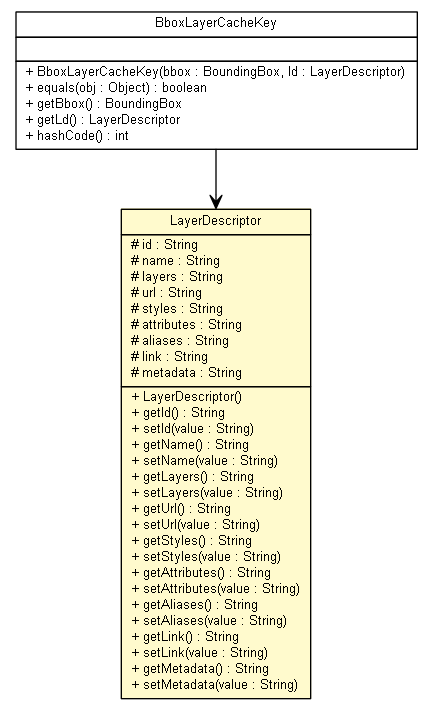 BboxLayerCacheKey
+ BboxLayerCacheKey(bbox : BoundingBox, ld : LayerDescriptor)
+ equals(obj : Object) : boolean
+ getBbox() : BoundingBox
+ getLd() : LayerDescriptor
+ hashCode() : int
LayerDescriptor
# id : String
# name : String
# layers : String
# url : String
# styles : String
# attributes : String
# aliases : String
# link : String
# metadata : String
+ LayerDescriptor()
+ getId() : String
+ setId(value : String)
+ getName() : String
+ setName(value : String)
+ getLayers() : String
+ setLayers(value : String)
+ getUrl() : String
+ setUrl(value : String)
+ getStyles() : String
+ setStyles(value : String)
+ getAttributes() : String
+ setAttributes(value : String)
+ getAliases() : String
+ setAliases(value : String)
+ getLink() : String
+ setLink(value : String)
+ getMetadata() : String
+ setMetadata(value : String)